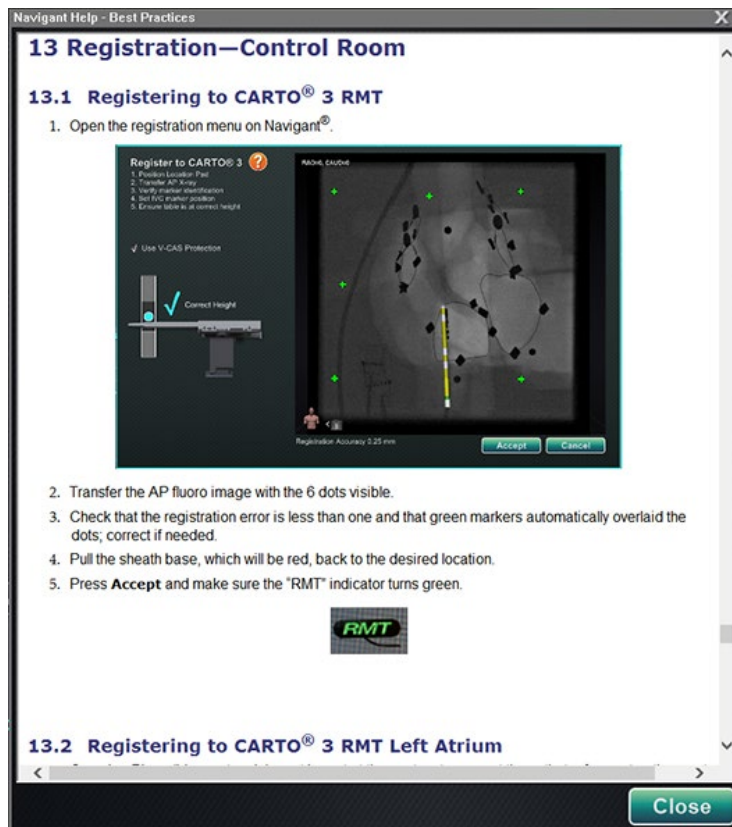 Navigant Help - Best Practices
X
13 Registration—Control Room
13.1 Registering to CARTO® 3 RMT
1. Open the registration menu on Navigant®.
Register to CARTO® 3 ?
1. Position Location Pad
2. Transfer AP X-ray
3. Verify marker identification
4. Set IVC marker position
5. Ensure table is at correct height
√ Use V-CAS Protection
Correct Height
Registration Accuracy 0.25 mm
Accept
Cancel
2. Transfer the AP fluoro image with the 6 dots visible.
3. Check that the registration error is less than one and that green markers automatically overlaid the
dots; correct if needed.
4. Pull the sheath base, which will be red, back to the desired location.
5. Press Accept and make sure the "RMT" indicator turns green.
RMT
13.2 Registering to CARTO® 3 RMT Left Atrium
Close